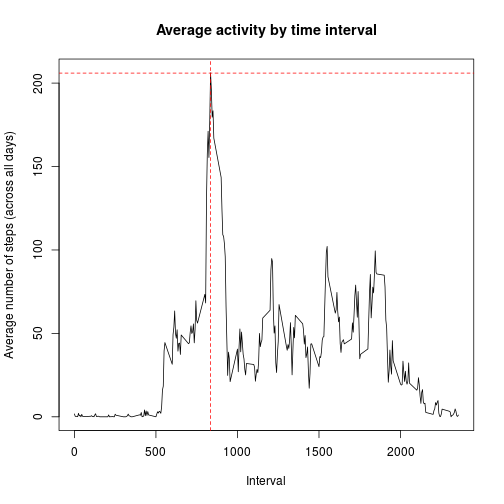 Average activity by time interval
Average number of steps (across all days)
200
150
100
50
0
0 500 1000 1500 2000
Interval